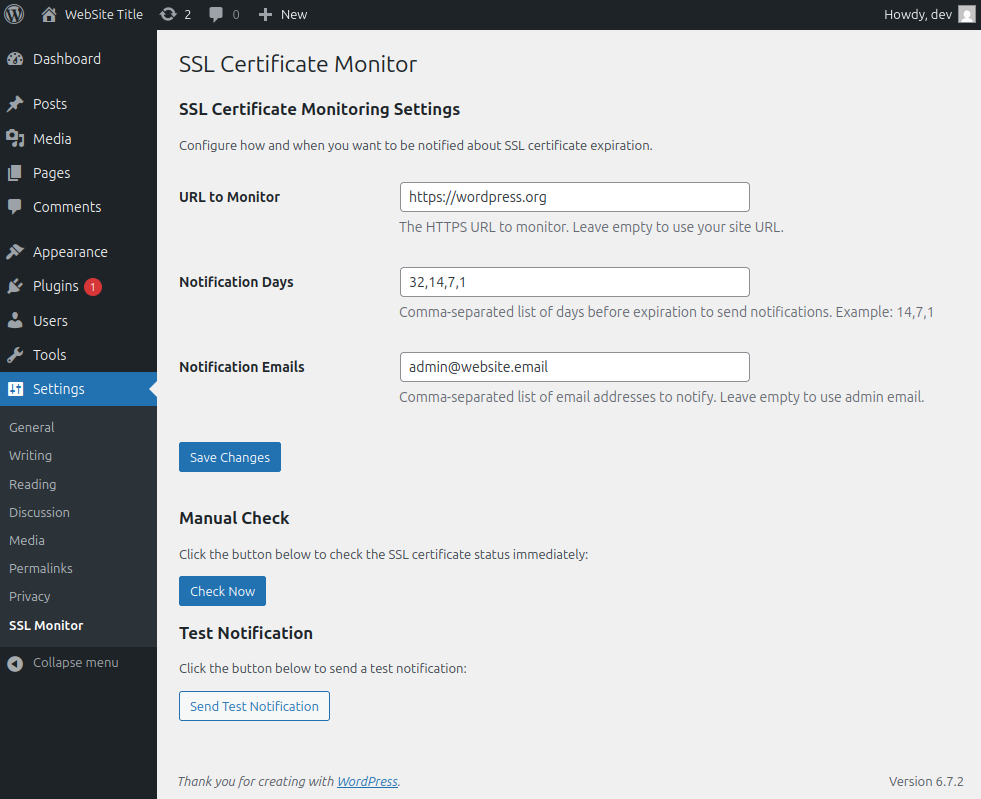 WebSite Title 2 0 New Howdy, dev
Dashboard
Posts
Media
Pages
Comments
Appearance
Plugins 1
Users
Tools
Settings
General
Writing
Reading
Discussion
Media
Permalinks
Privacy
SSL Monitor
Collapse menu
SSL Certificate Monitor
SSL Certificate Monitoring Settings
Configure how and when you want to be notified about SSL certificate expiration.
URL to Monitor https://wordpress.org
The HTTPS URL to monitor. Leave empty to use your site URL.
Notification Days 32,14,7,1
Comma-separated list of days before expiration to send notifications. Example: 14,7,1
Notification Emails admin@website.email
Comma-separated list of email addresses to notify. Leave empty to use admin email.
Save Changes
Manual Check
Click the button below to check the SSL certificate status immediately:
Check Now
Test Notification
Click the button below to send a test notification:
Send Test Notification
Thank you for creating with WordPress. Version 6.7.2